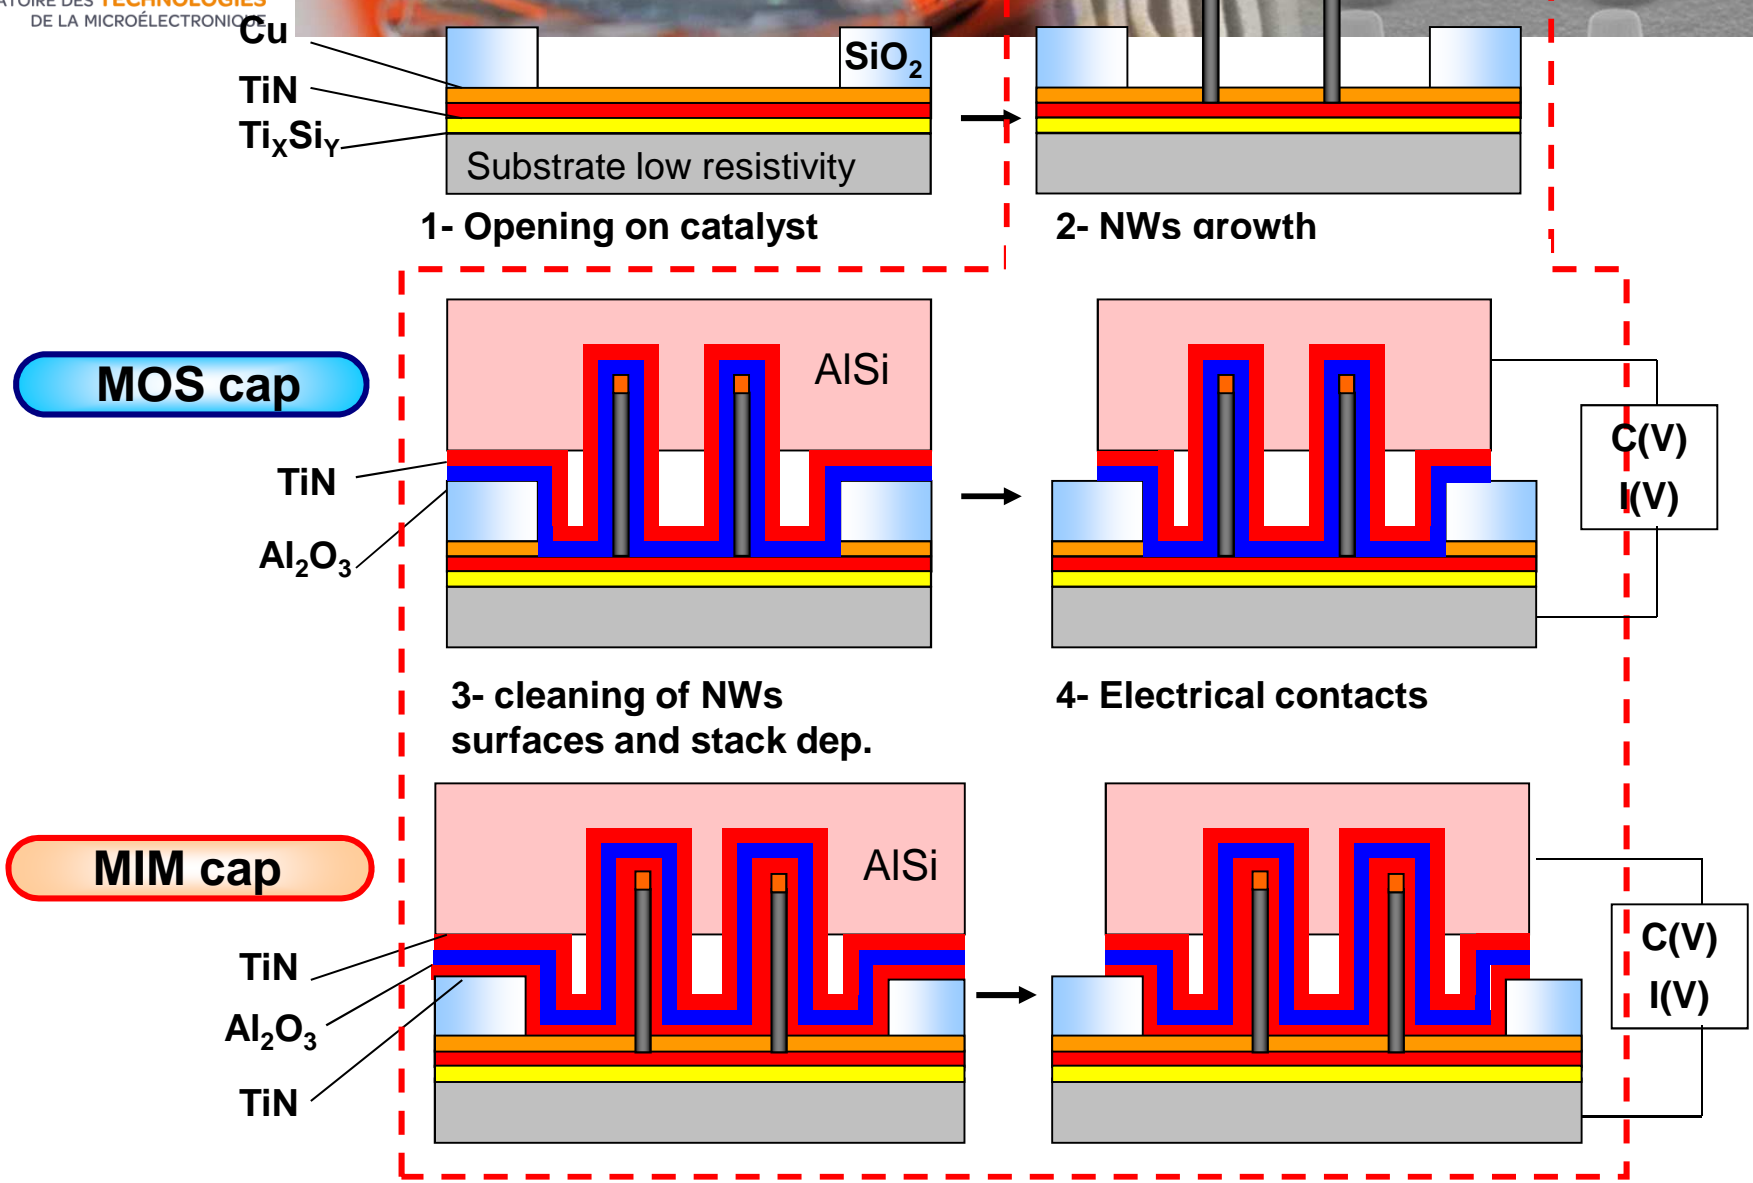 TECHNOLOGIES
DE LA MICROÉLECTRONIQUE
Cu
SiO2
TiN
TiXSiY
Substrate low resistivity
1- Opening on catalyst
2- NWs growth
MOS cap
AlSi
C(V)
I(V)
TiN
Al2O3
3- cleaning of NWs
surfaces and stack dep.
4- Electrical contacts
MIM cap
AlSi
C(V)
I(V)
TiN
Al2O3
TiN